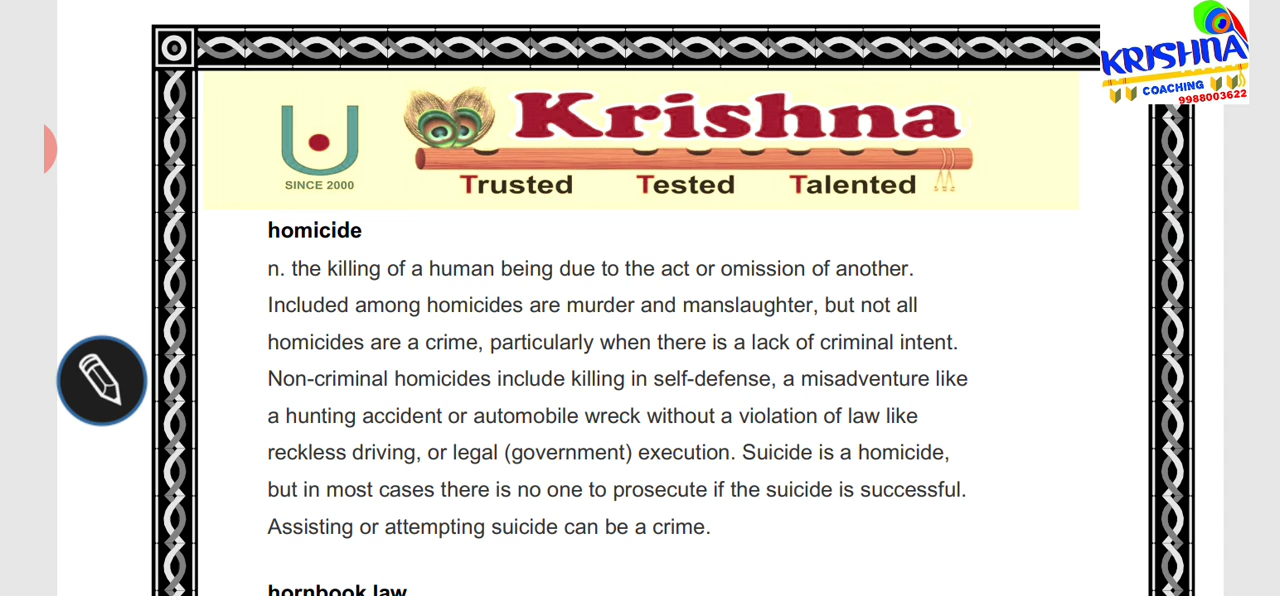 KRISHNA
COACHING
9988003622
Krishna
SINCE 2000
Trusted Tested Talented
homicide
n. the killing of a human being due to the act or omission of another.
Included among homicides are murder and manslaughter, but not all
homicides are a crime, particularly when there is a lack of criminal intent.
Non-criminal homicides include killing in self-defense, a misadventure like
a hunting accident or automobile wreck without a violation of law like
reckless driving, or legal (government) execution. Suicide is a homicide,
but in most cases there is no one to prosecute if the suicide is successful.
Assisting or attempting suicide can be a crime.
hornbook law